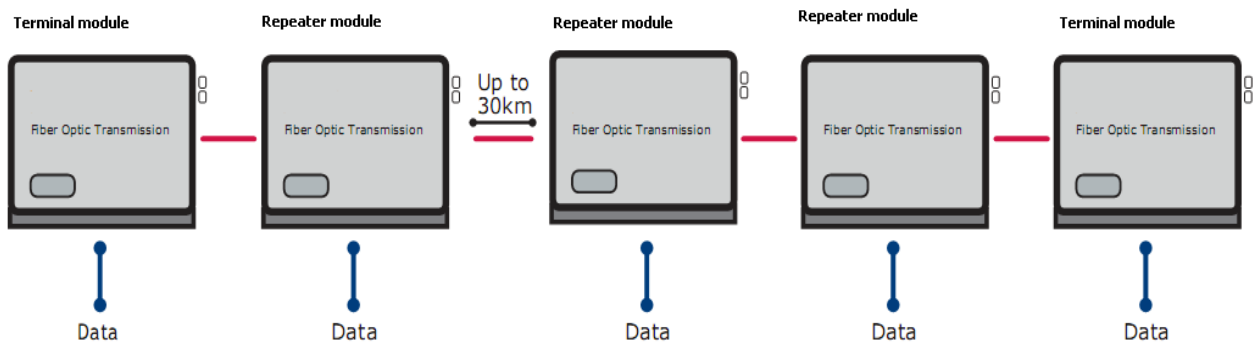 Terminal module
Repeater module
Repeater module
Repeater module
Terminal module
Up to
30km
Fiber Optic Transmission
Fiber Optic Transmission
Fiber Optic Transmission
Fiber Optic Transmission
Fiber Optic Transmission
Data
Data
Data
Data
Data